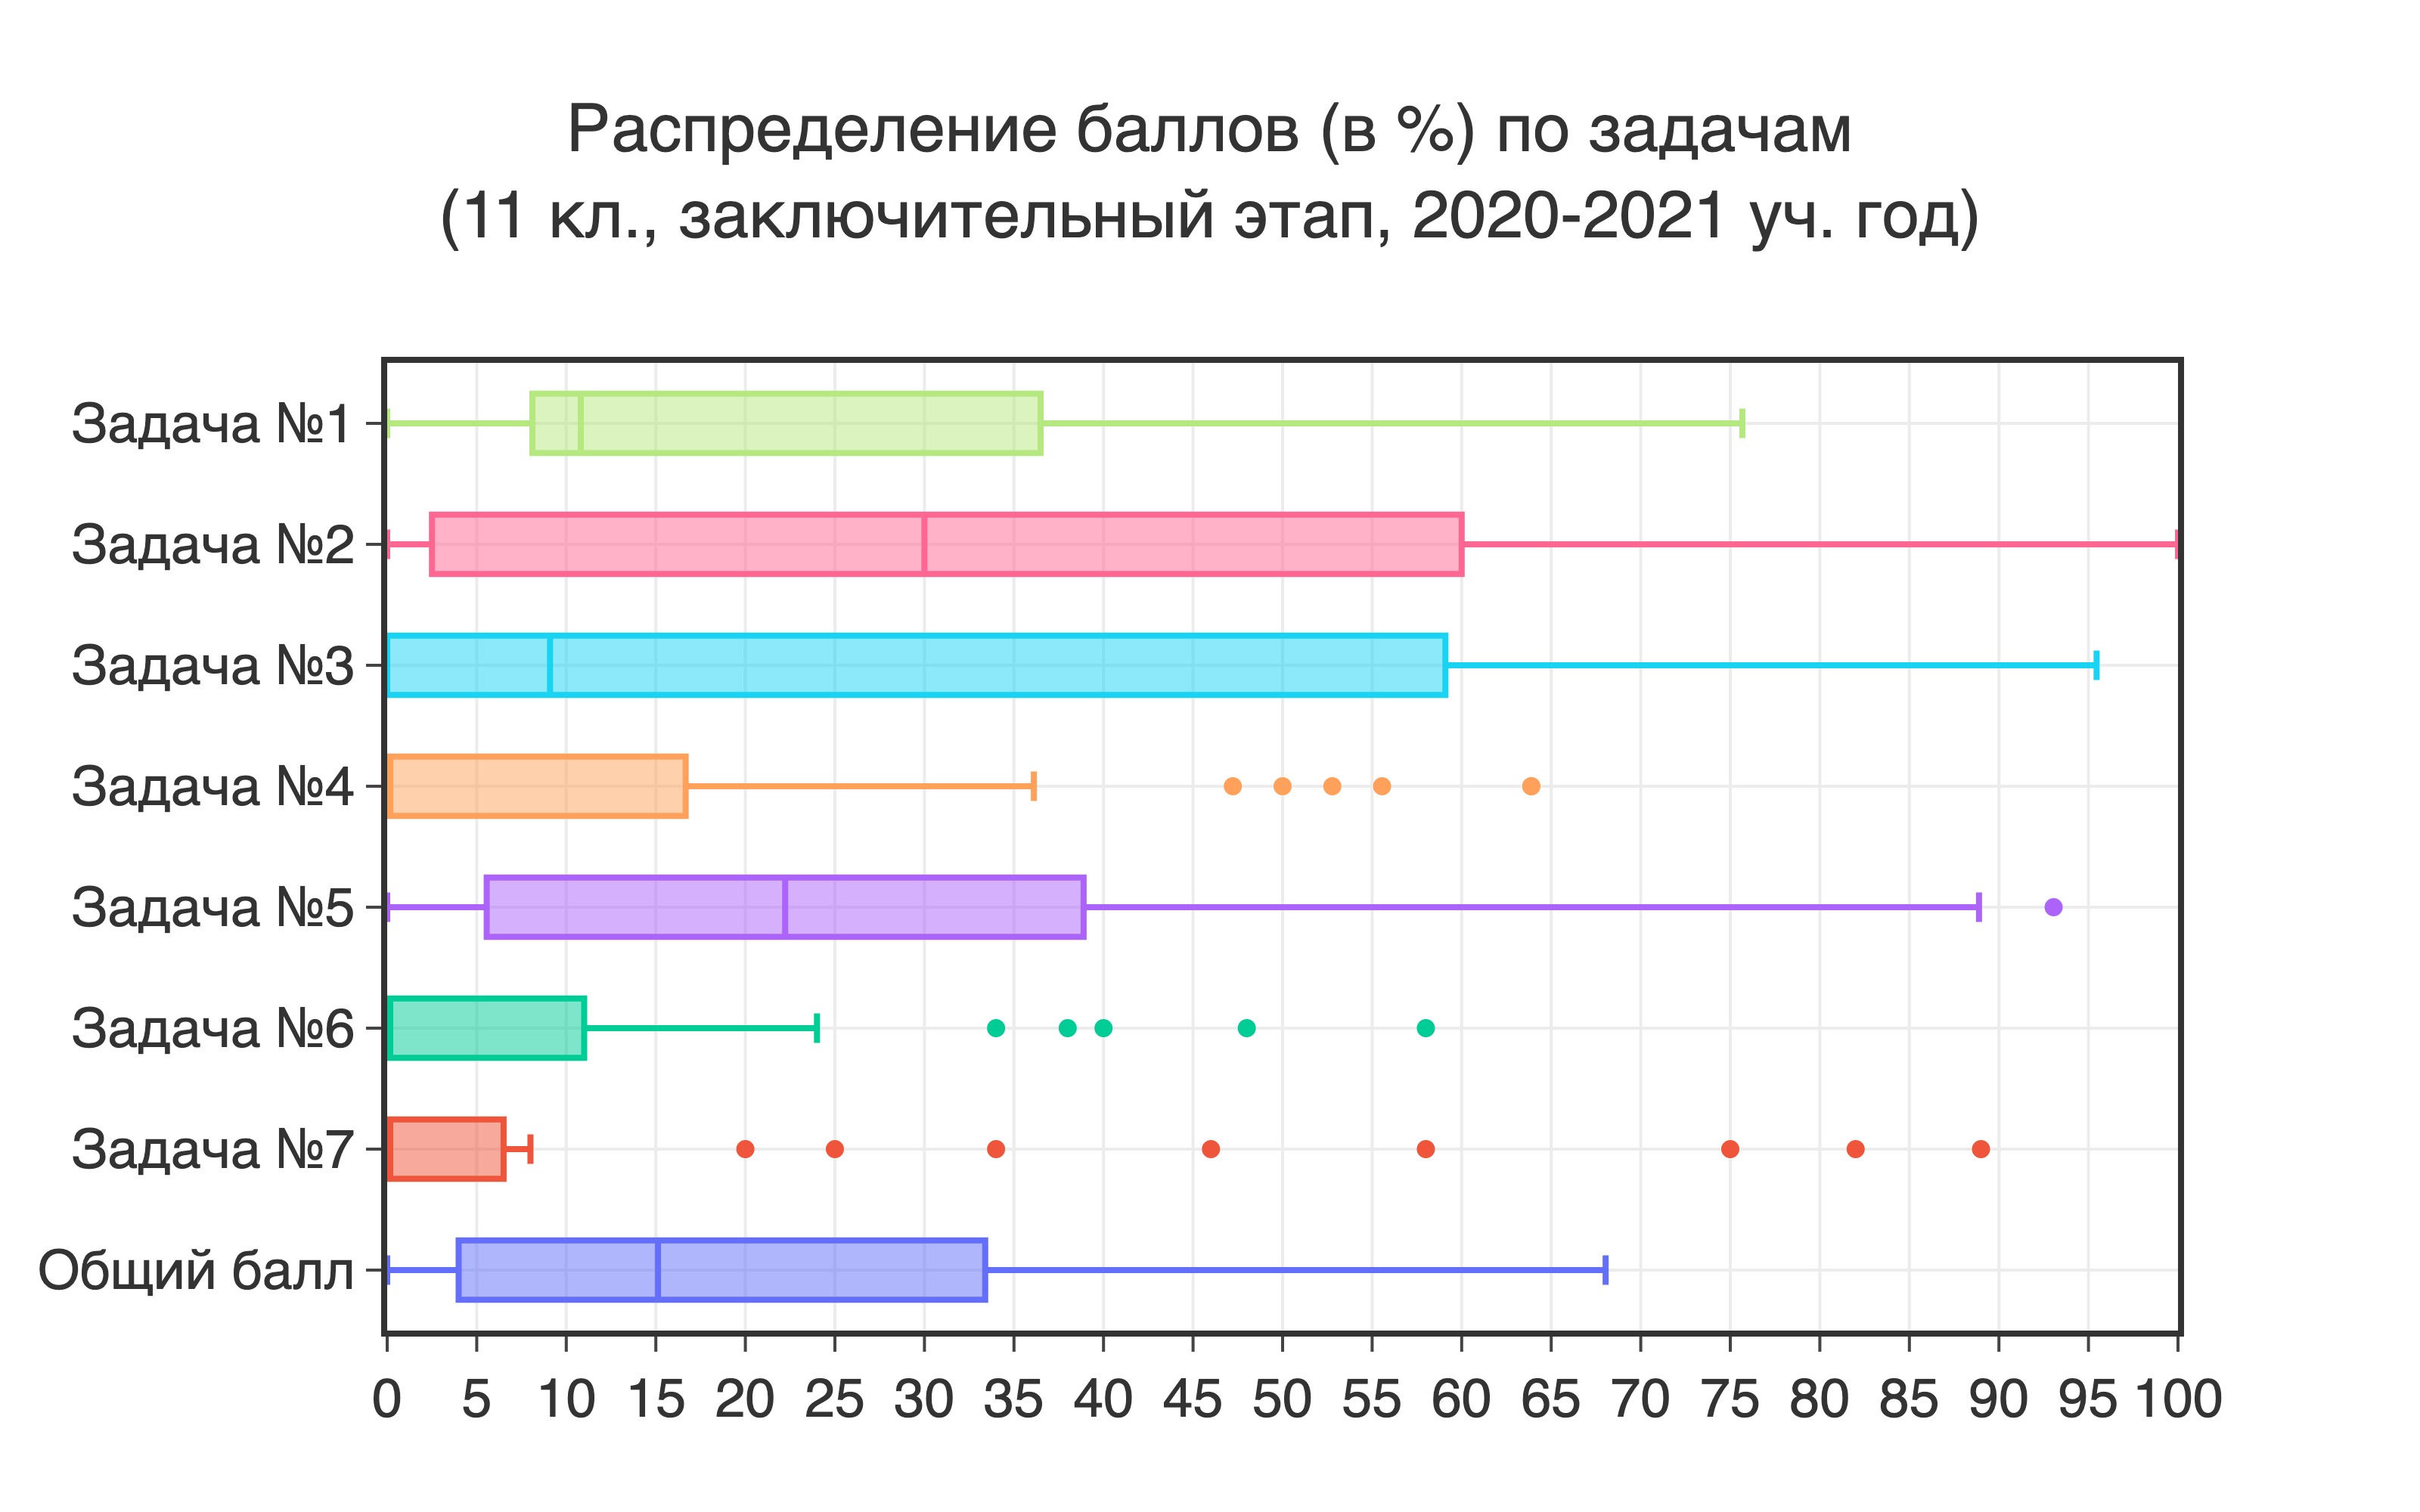 Распределение баллов (в %) по задачам
(11 кл., заключительный этап, 2020-2021 уч. год)
Задача №1
Задача №2
Задача №3
Задача №4
Задача №5
Задача №6
Задача №7
Общий балл
0 5 10 15 20 25 30 35 40 45 50 55 60 65 70 75 80 85 90 95 100